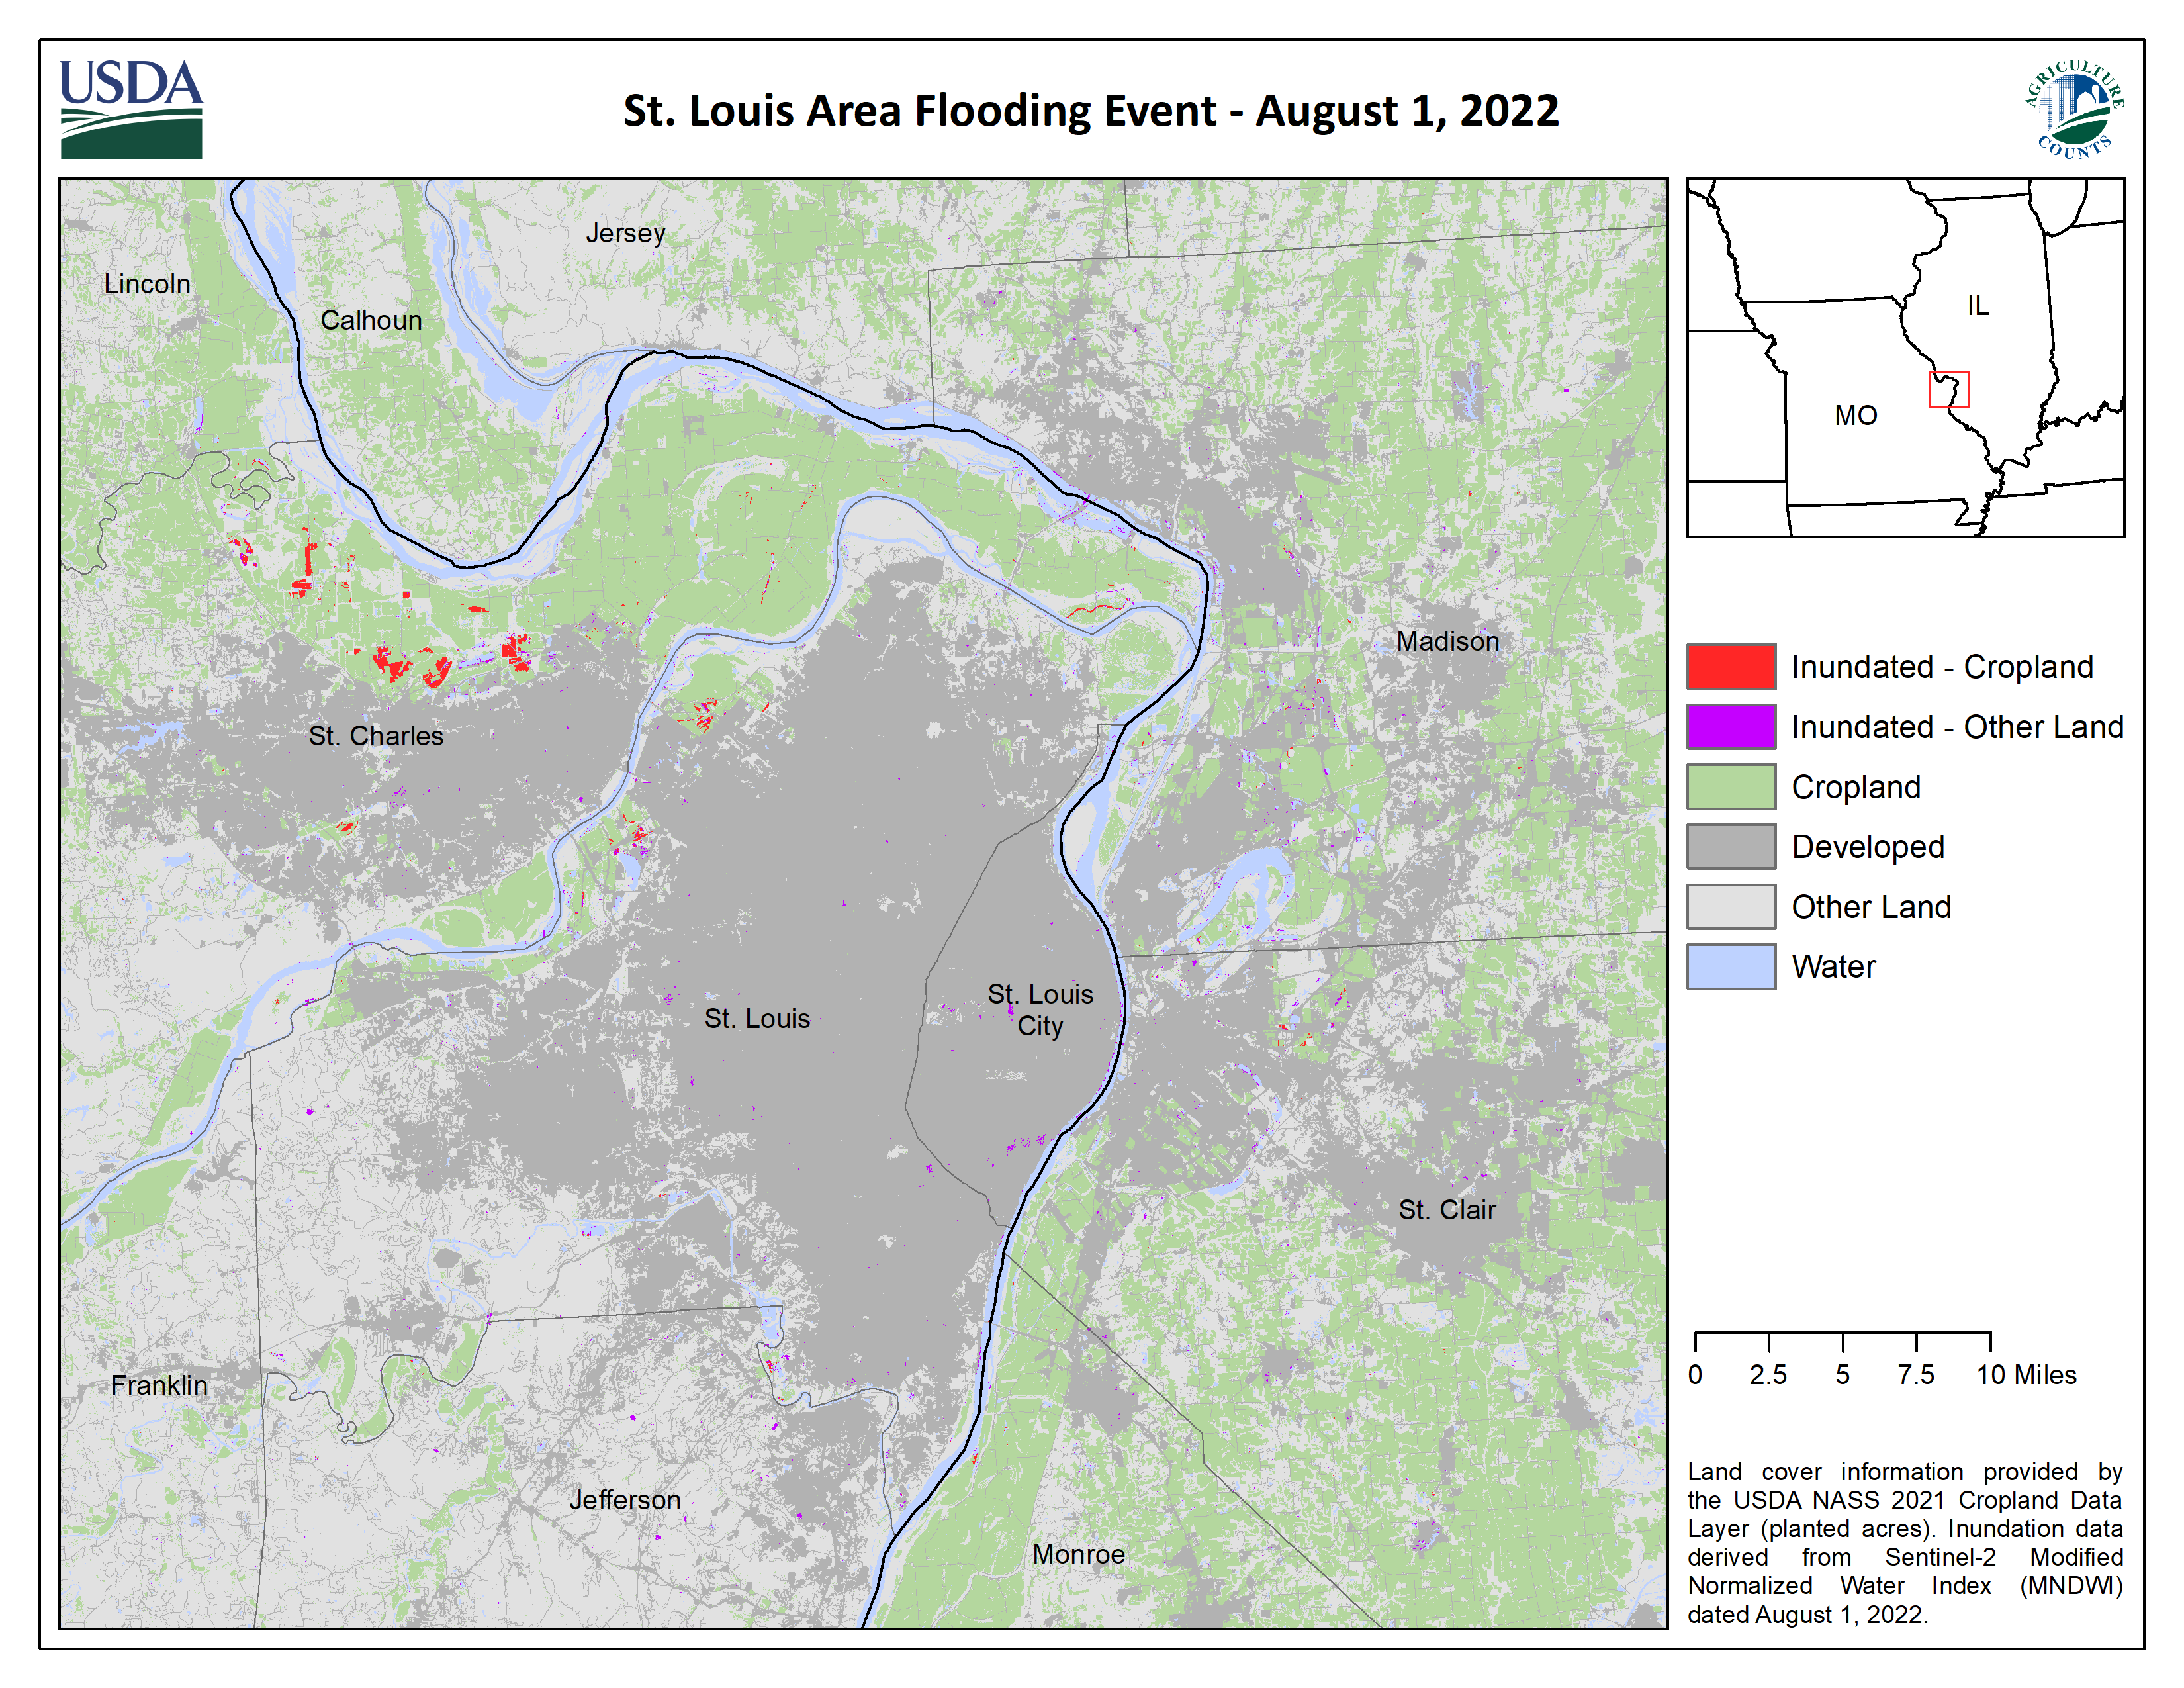 USDA
St. Louis Area Flooding Event - August 1, 2022
AGRICULTURE
COUNTS
Jersey
Lincoln
Calhoun
Madison
St. Charles
St. Louis
St. Louis
City
St. Clair
Franklin
Jefferson
Monroe
IL
MO
Inundated - Cropland
Inundated - Other Land
Cropland
Developed
Other Land
Water
0 2.5 5 7.5 10 Miles
Land cover information provided by
the USDA NASS 2021 Cropland Data
Layer (planted acres). Inundation data
derived from Sentinel-2 Modified
Normalized Water Index (MNDWI)
dated August 1, 2022.